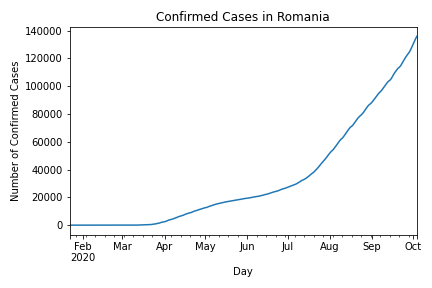 Confirmed Cases in Romania
Number of Confirmed Cases
140000
120000
100000
80000
60000
40000
20000
0
Feb Mar Apr May Jun Jul Aug Sep Oct
2020
Day